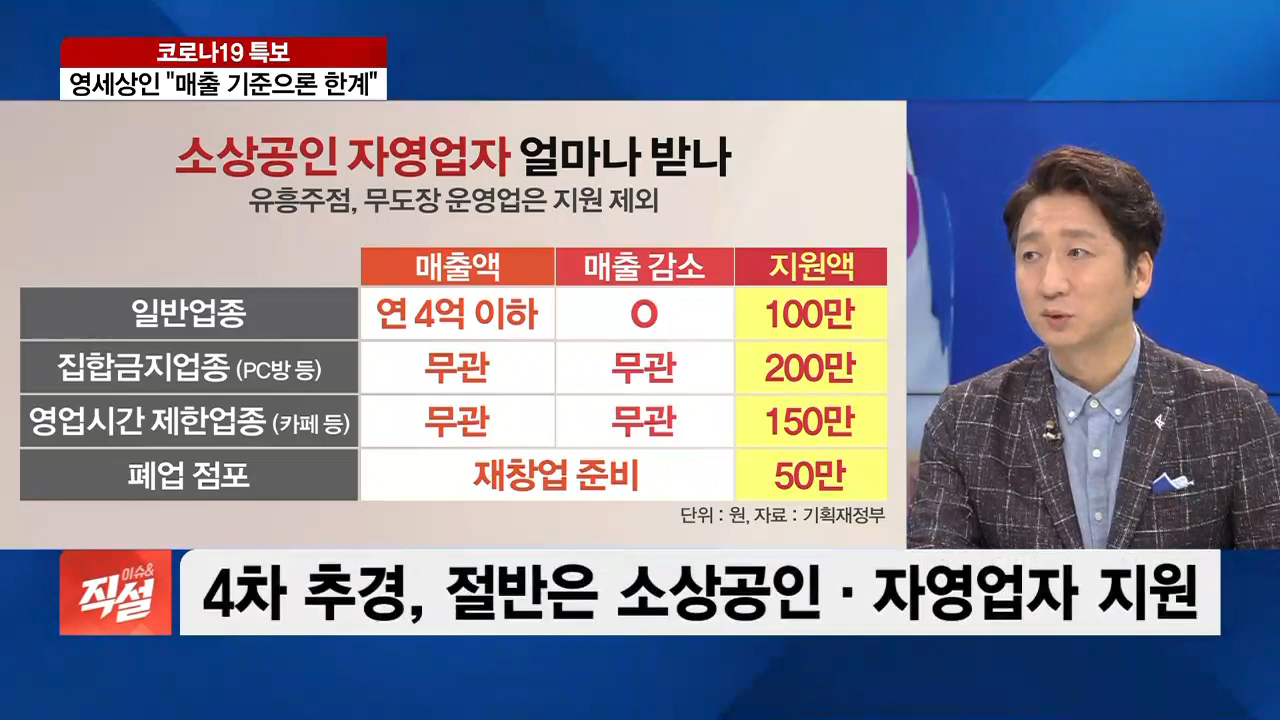 코로나19 특보
영세상인 "매출 기준으론 한계"
소상공인 자영업자 얼마나 받나
유흥주점, 무도장 운영업은 지원 제외
매출액 매출 감소 지원액
일반업종 연 4억 이하 O 100만
집합금지업종 (PC방 등) 무관 무관 200만
영업시간 제한업종 (카페 등) 무관 무관 150만
폐업 점포 재창업 준비 50만
단위 : 원, 자료 : 기획재정부
이슈&
직설
4차 추경, 절반은 소상공인 · 자영업자 지원